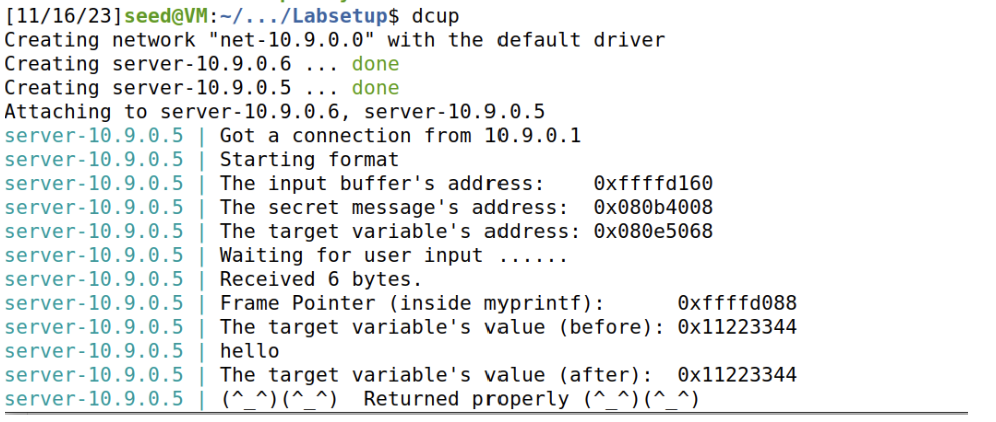 [11/16/23]seed@VM:~/.../Labsetup$ dcup
Creating network "net-10.9.0.0" with the default driver
Creating server-10.9.0.6 ... done
Creating server-10.9.0.5 ... done
Attaching to server-10.9.0.6, server-10.9.0.5
server-10.9.0.5 | Got a connection from 10.9.0.1
server-10.9.0.5 | Starting format
server-10.9.0.5 | The input buffer's address:    0xffffd160
server-10.9.0.5 | The secret message's address:  0x080b4008
server-10.9.0.5 | The target variable's address: 0x080e5068
server-10.9.0.5 | Waiting for user input ......
server-10.9.0.5 | Received 6 bytes.
server-10.9.0.5 | Frame Pointer (inside myprintf):      0xffffd088
server-10.9.0.5 | The target variable's value (before): 0x11223344
server-10.9.0.5 | hello
server-10.9.0.5 | The target variable's value (after):  0x11223344
server-10.9.0.5 | (^_^)(^_^)  Returned properly (^_^)(^_^)